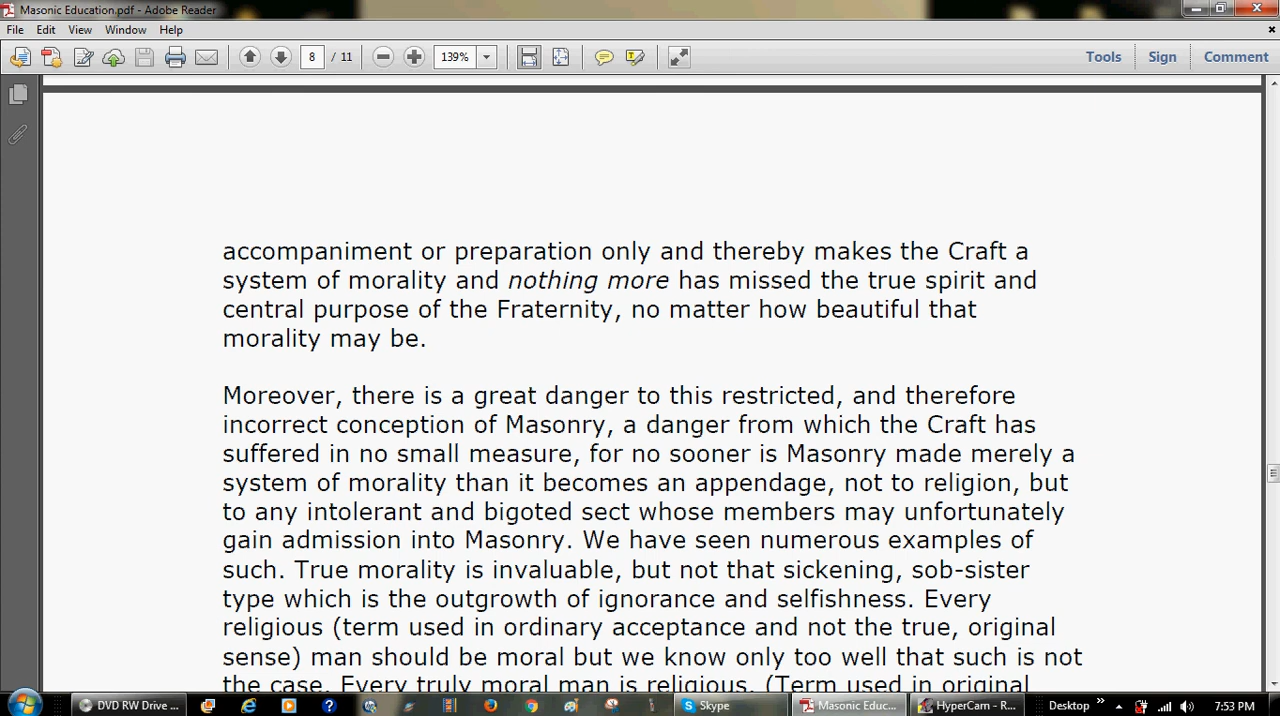 Masonic Education.pdf - Adobe Reader
File Edit View Window Help
8 / 11 139% Tools Sign Comment
accompaniment or preparation only and thereby makes the Craft a
system of morality and nothing more has missed the true spirit and
central purpose of the Fraternity, no matter how beautiful that
morality may be.
Moreover, there is a great danger to this restricted, and therefore
incorrect conception of Masonry, a danger from which the Craft has
suffered in no small measure, for no sooner is Masonry made merely a
system of morality than it becomes an appendage, not to religion, but
to any intolerant and bigoted sect whose members may unfortunately
gain admission into Masonry. We have seen numerous examples of
such. True morality is invaluable, but not that sickening, sob-sister
type which is the outgrowth of ignorance and selfishness. Every
religious (term used in ordinary acceptance and not the true, original
sense) man should be moral but we know only too well that such is not
the case. Every truly moral man is religious. (Term used in original
DVD RW Drive ... Skype Masonic Educ... HyperCam - R... Desktop 7:53 PM